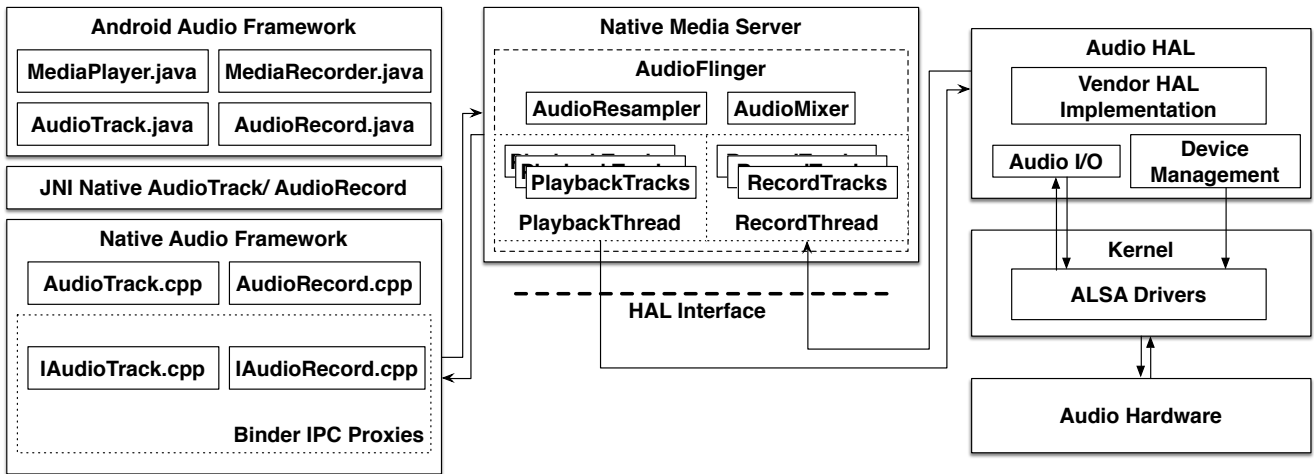 Android Audio Framework
MediaPlayer.java
MediaRecorder.java
AudioTrack.java
AudioRecord.java
JNI Native AudioTrack/ AudioRecord
Native Audio Framework
AudioTrack.cpp
AudioRecord.cpp
IAudioTrack.cpp
IAudioRecord.cpp
Binder IPC Proxies
Native Media Server
AudioFlinger
AudioResampler
AudioMixer
PlaybackTracks
RecordTracks
PlaybackThread
RecordThread
HAL Interface
Audio HAL
Vendor HAL
Implementation
Audio I/O
Device
Management
Kernel
ALSA Drivers
Audio Hardware